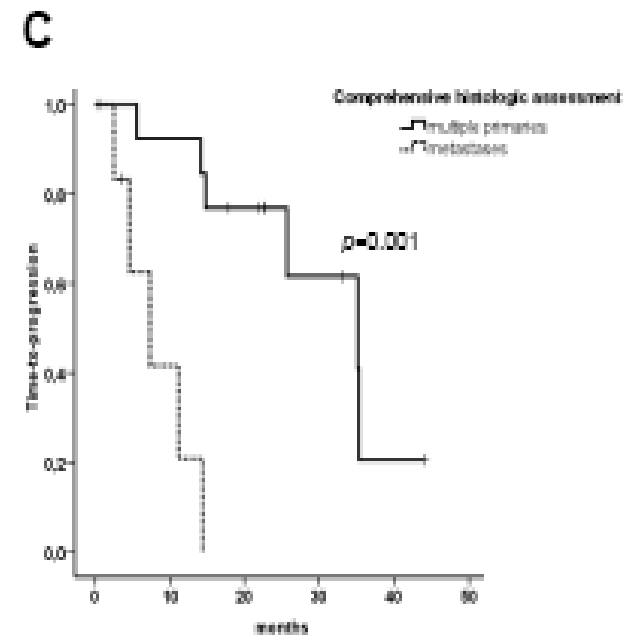 C
Comprehensive histologic assessment
multiple primaries
metastases
p=0.001
Time-to-progression
1,0
0,8
0,6
0,4
0,2
0,0
0 10 20 30 40 50
months